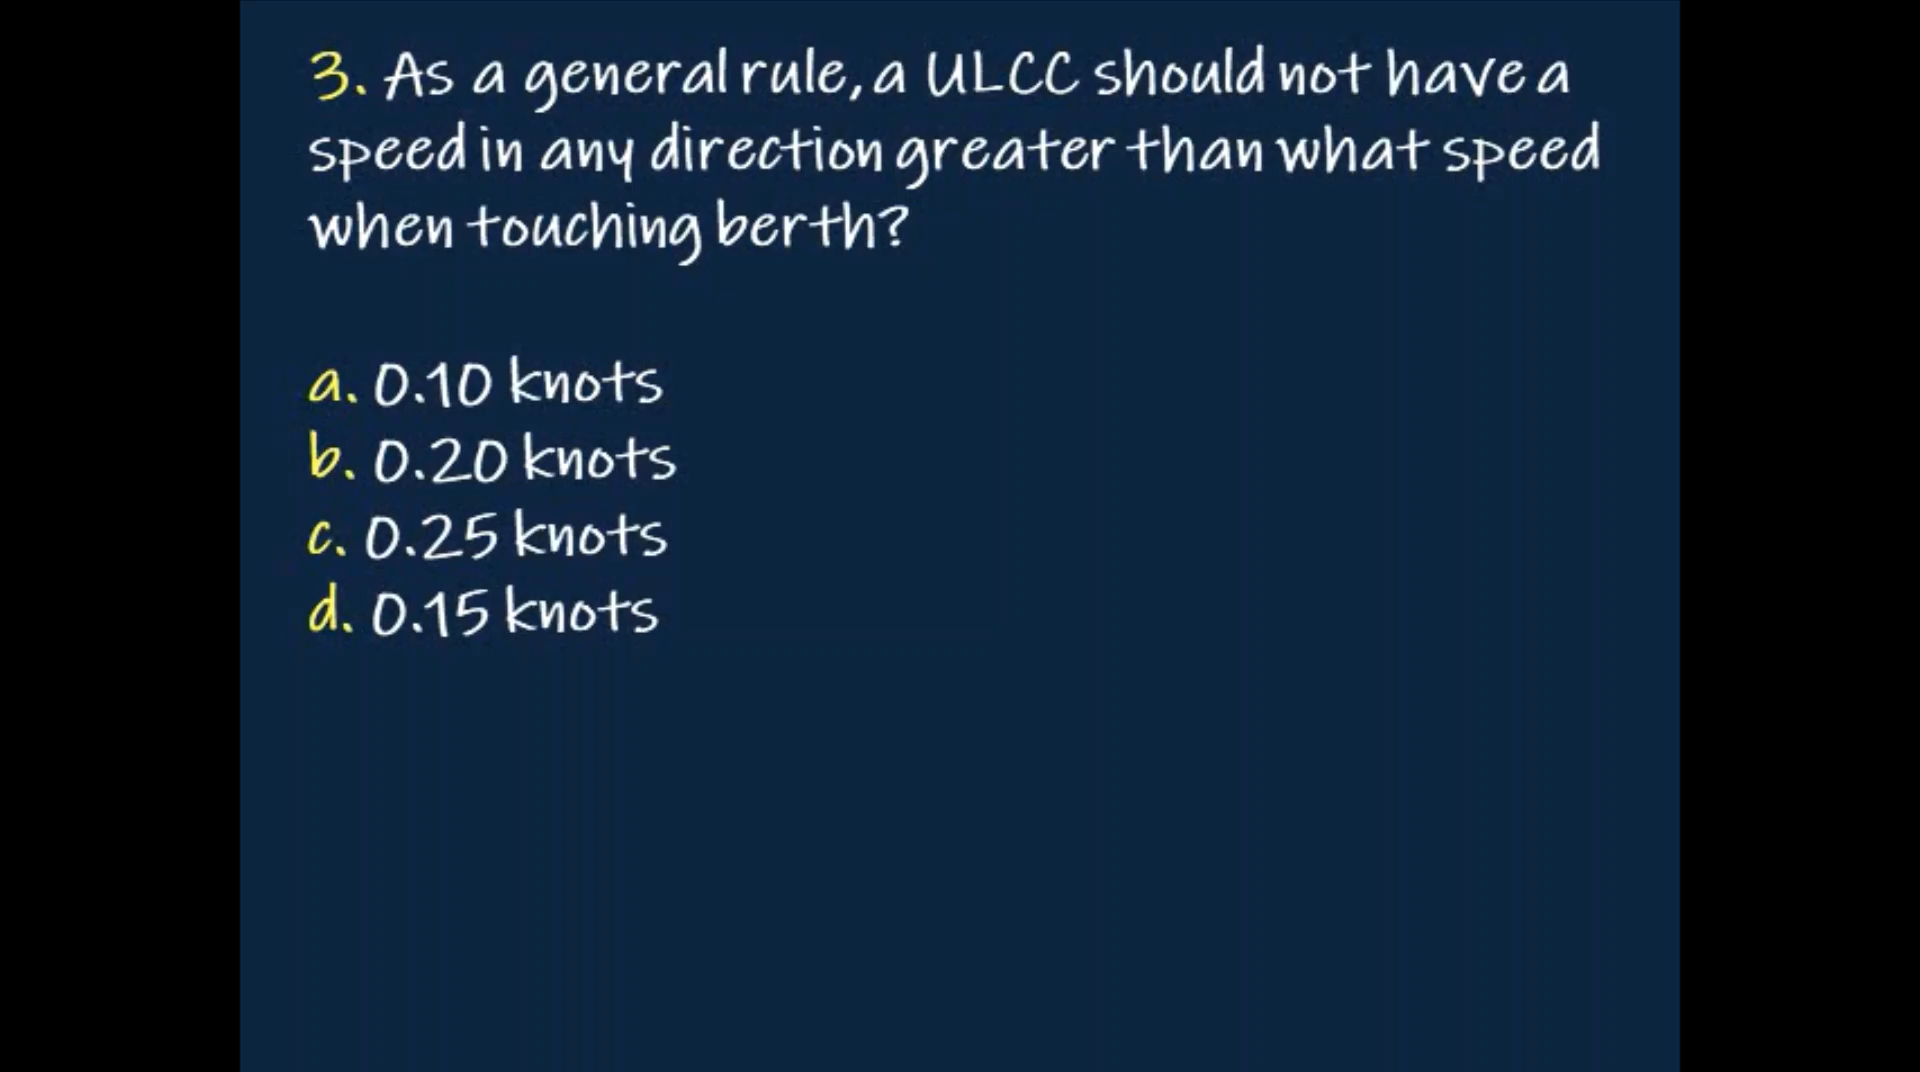 3. As a general rule, a ULCC should not have a
speed in any direction greater than what speed
when touching berth?
a. 0.10 knots
b. 0.20 knots
c. 0.25 knots
d. 0.15 knots